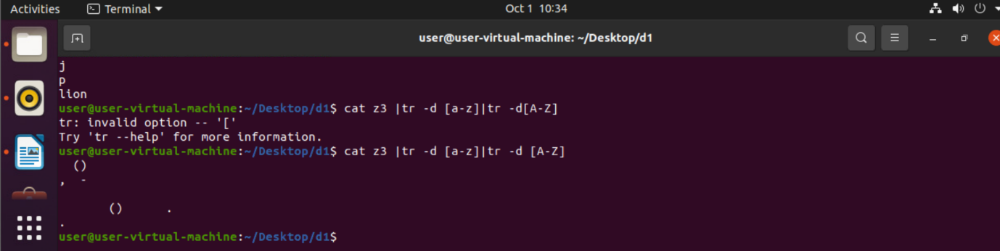 Activities Terminal Oct 1 10:34
user@user-virtual-machine: ~/Desktop/d1
j
p
lion
user@user-virtual-machine:~/Desktop/d1$ cat z3 |tr -d [a-z]|tr -d[A-Z]
tr: invalid option -- '['
Try 'tr --help' for more information.
user@user-virtual-machine:~/Desktop/d1$ cat z3 |tr -d [a-z]|tr -d [A-Z]
  ()
,  -

       ()      .
.
user@user-virtual-machine:~/Desktop/d1$